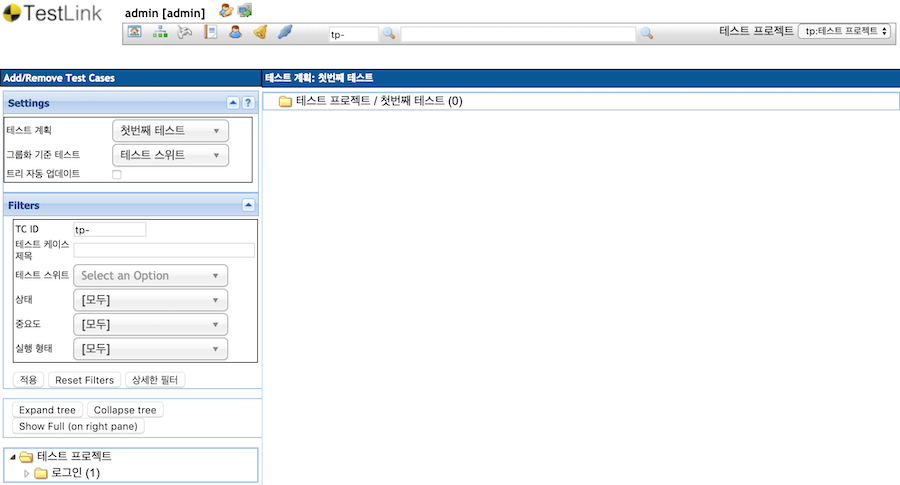 TestLink
admin [admin]
tp-
테스트 프로젝트 tp:테스트 프로젝트
Add/Remove Test Cases
테스트 계획: 첫번째 테스트
Settings
?
테스트 프로젝트 / 첫번째 테스트 (0)
테스트 계획 첫번째 테스트
그룹화 기준 테스트 테스트 스위트
트리 자동 업데이트
Filters
TC ID tp-
테스트 케이스
제목
테스트 스위트 Select an Option
상태 [모두]
중요도 [모두]
실행 형태 [모두]
적용 Reset Filters 상세한 필터
Expand tree Collapse tree
Show Full (on right pane)
테스트 프로젝트
로그인 (1)